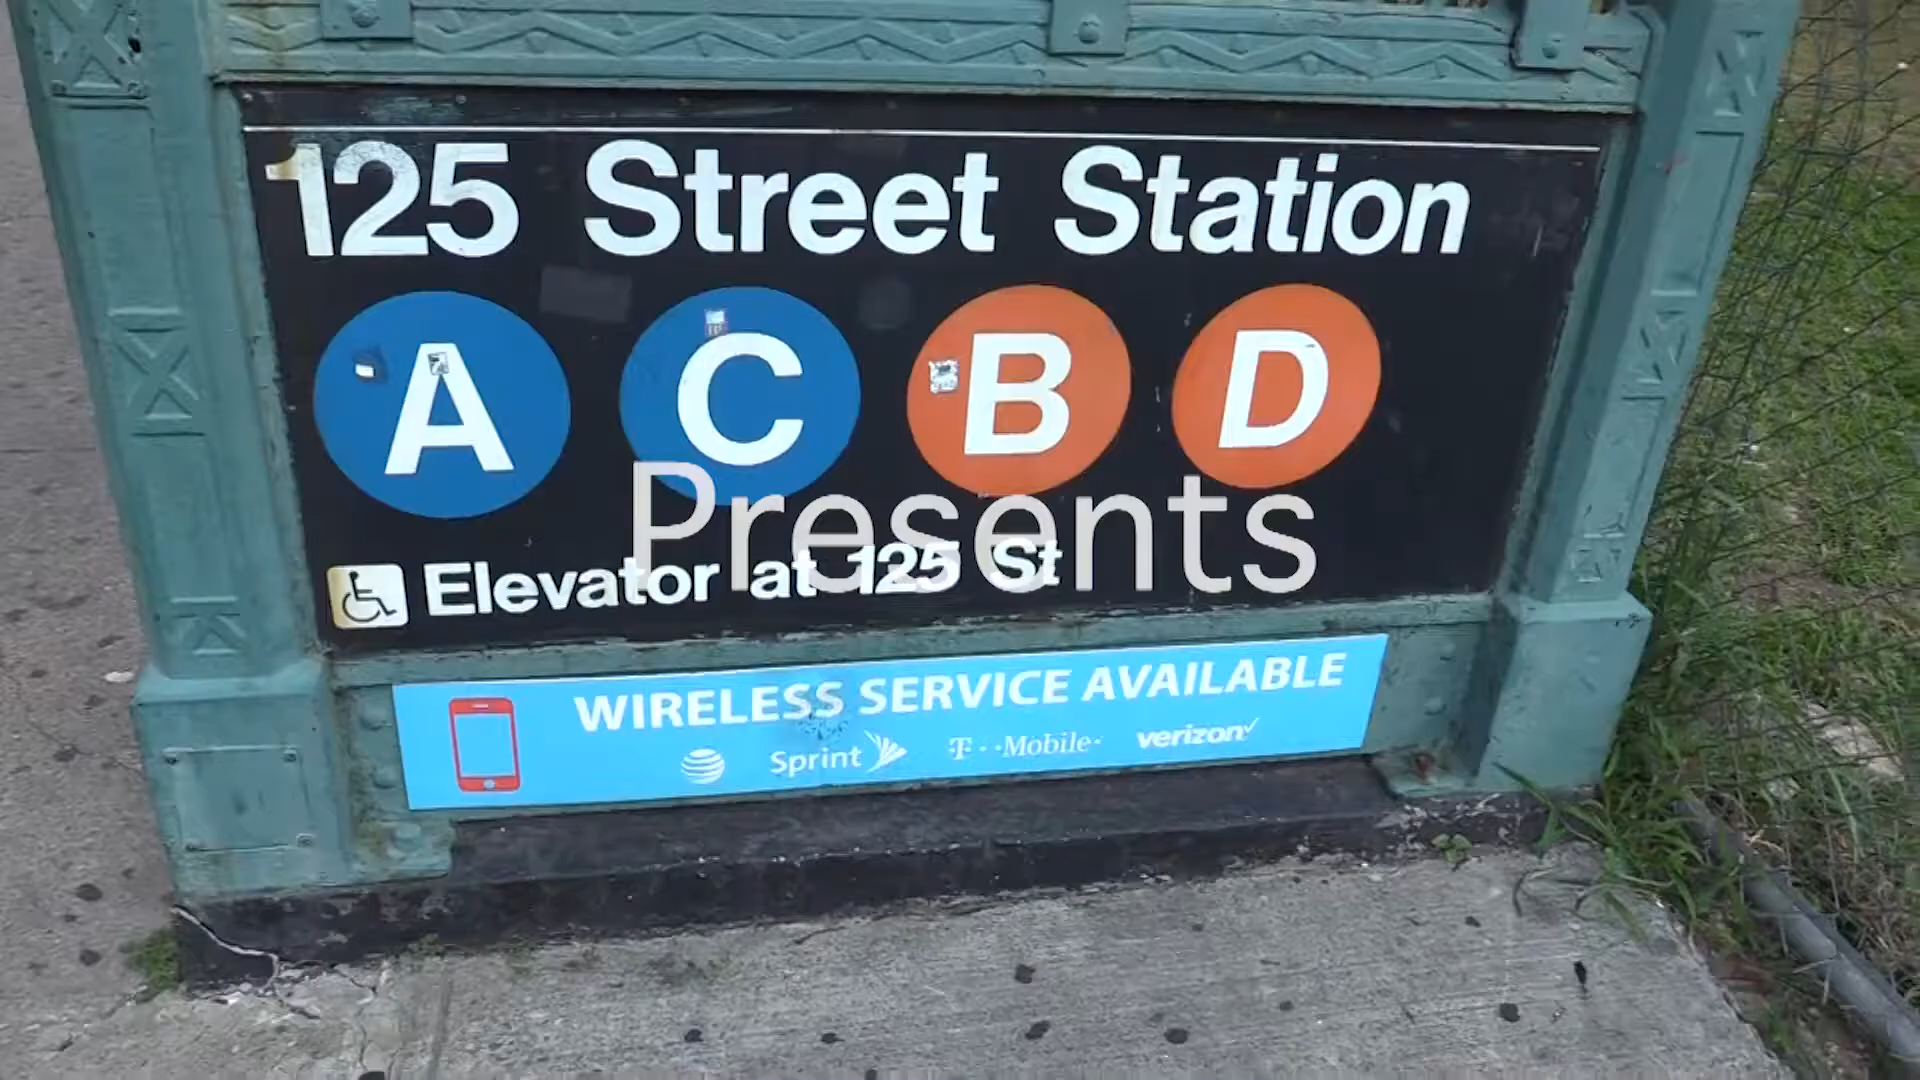 125 Street Station
A C B D
Presents
Elevator at 125 St
WIRELESS SERVICE AVAILABLE
Sprint T··Mobile· verizon✓